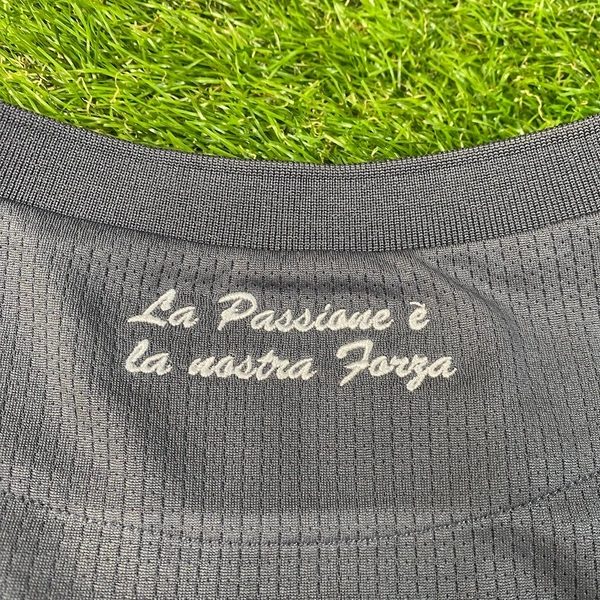 La Passione è
la nostra Forza